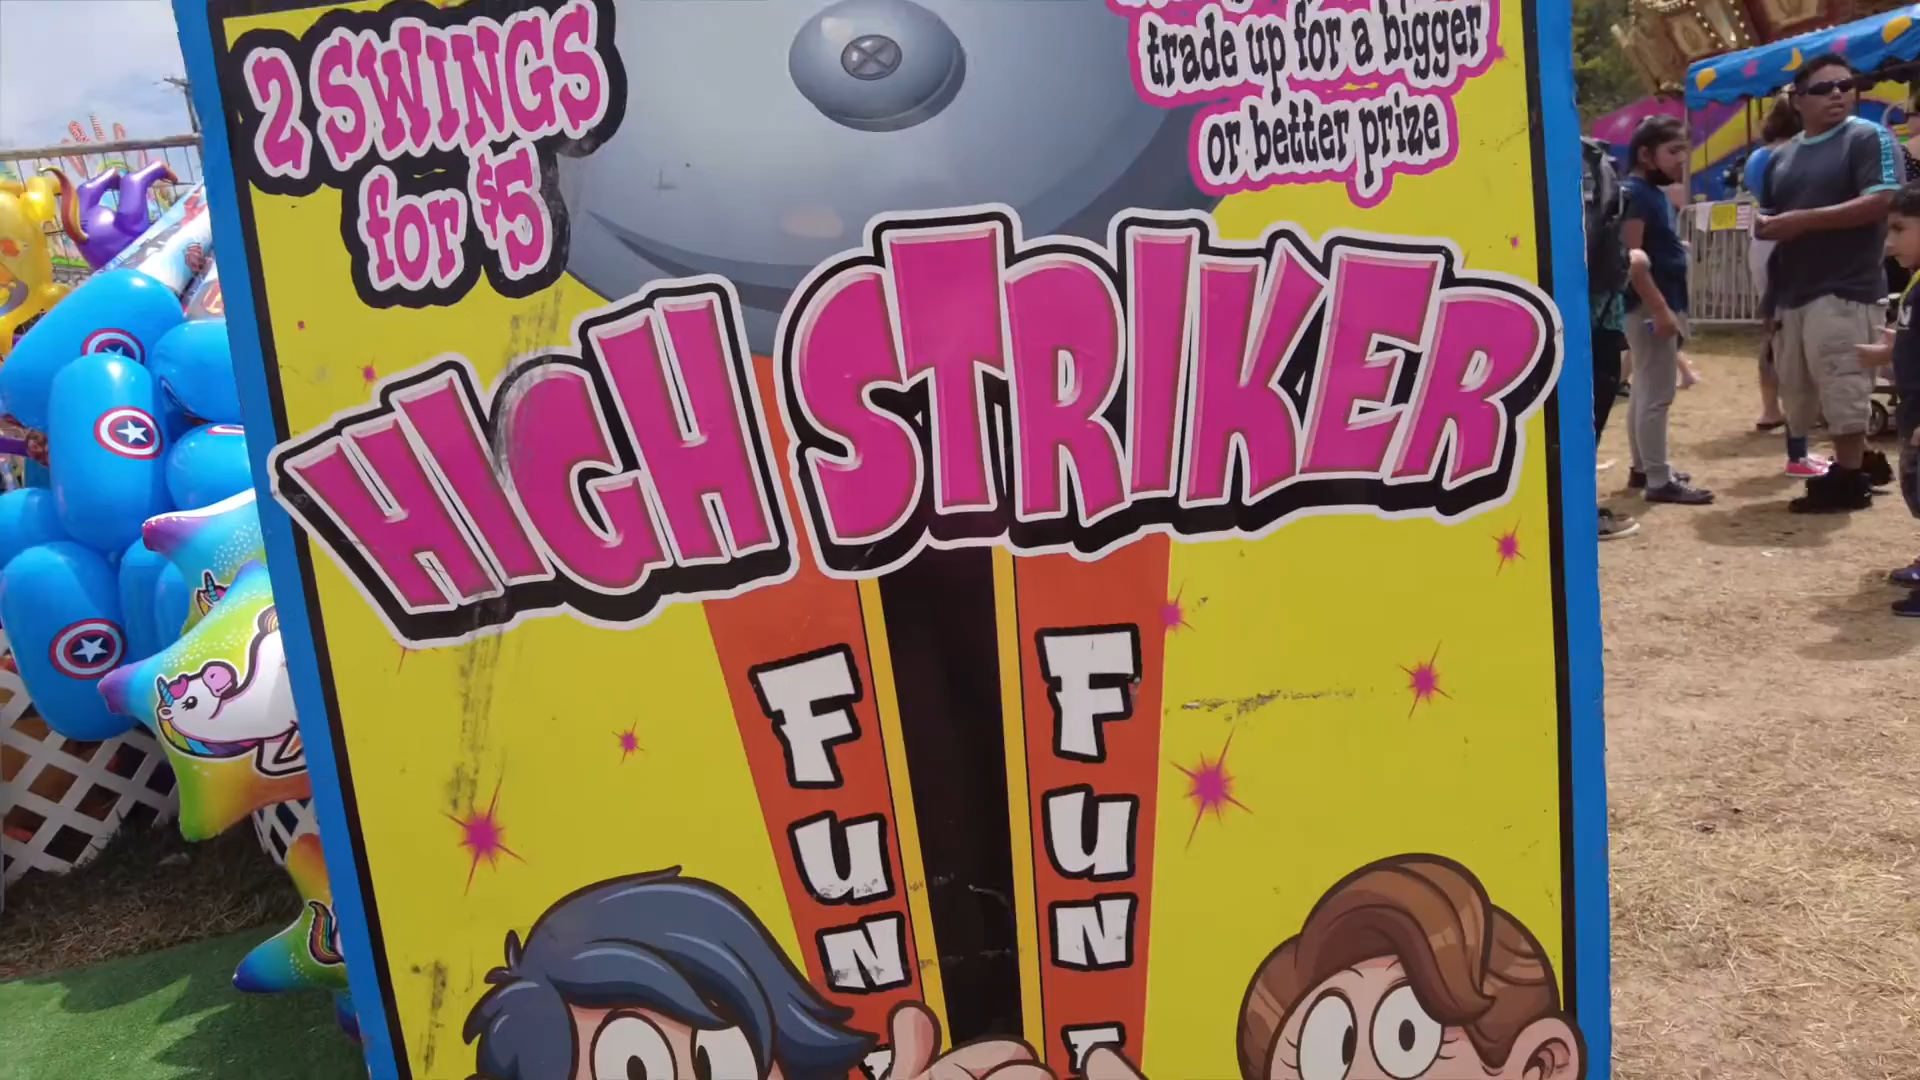 2 SWINGS
for $5
trade up for a bigger
or better prize
HIGH STRIKER
FUN
FUN